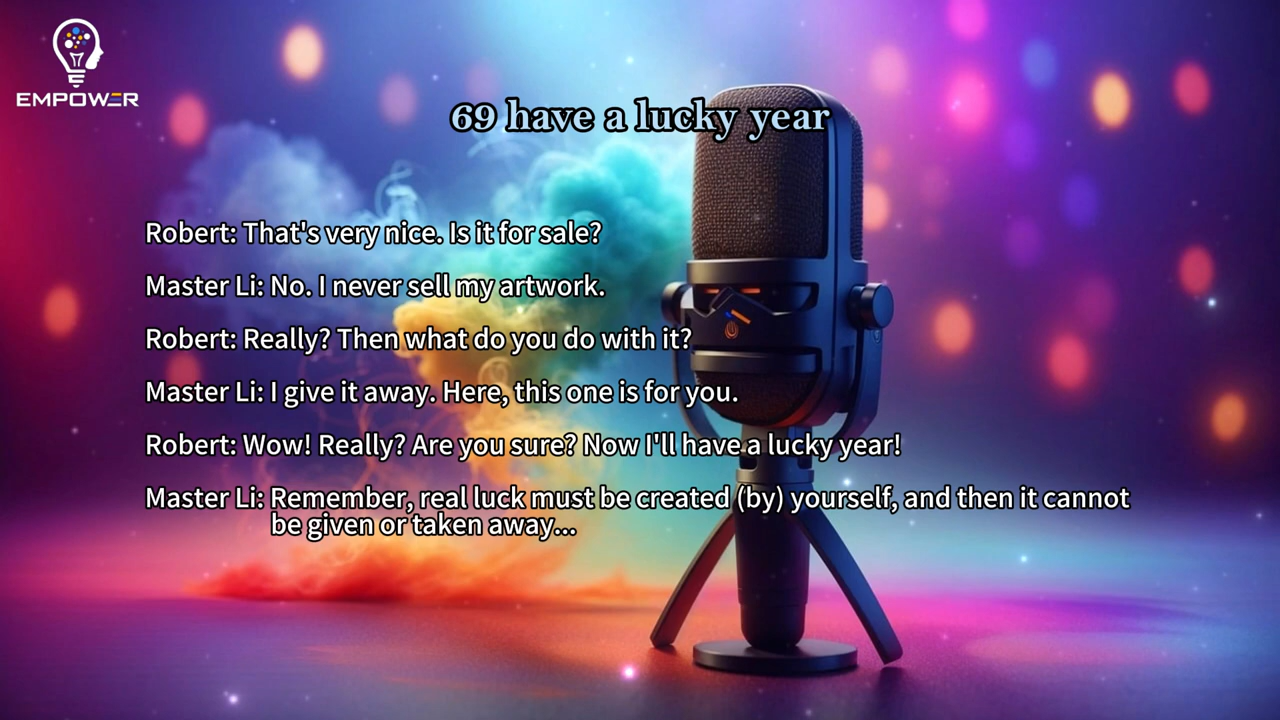 EMPOWER
69 have a lucky year
Robert: That's very nice. Is it for sale?
Master Li: No. I never sell my artwork.
Robert: Really? Then what do you do with it?
Master Li: I give it away. Here, this one is for you.
Robert: Wow! Really? Are you sure? Now I'll have a lucky year!
Master Li: Remember, real luck must be created (by) yourself, and then it cannot
be given or taken away...